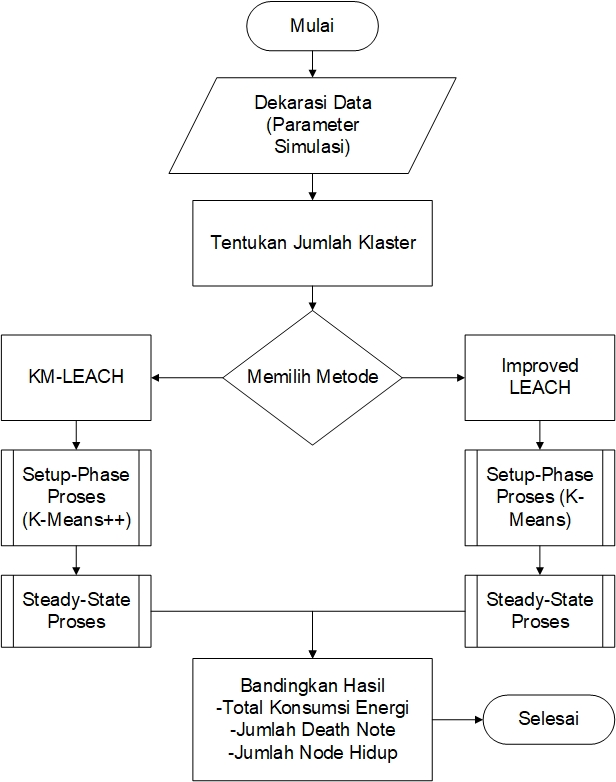 Mulai
Dekarasi Data
(Parameter
Simulasi)
Tentukan Jumlah Klaster
Memilih Metode
KM-LEACH
Improved
LEACH
Setup-Phase
Proses
(K-Means++)
Setup-Phase
Proses (K-
Means)
Steady-State
Proses
Steady-State
Proses
Bandingkan Hasil
-Total Konsumsi Energi
-Jumlah Death Note
-Jumlah Node Hidup
Selesai